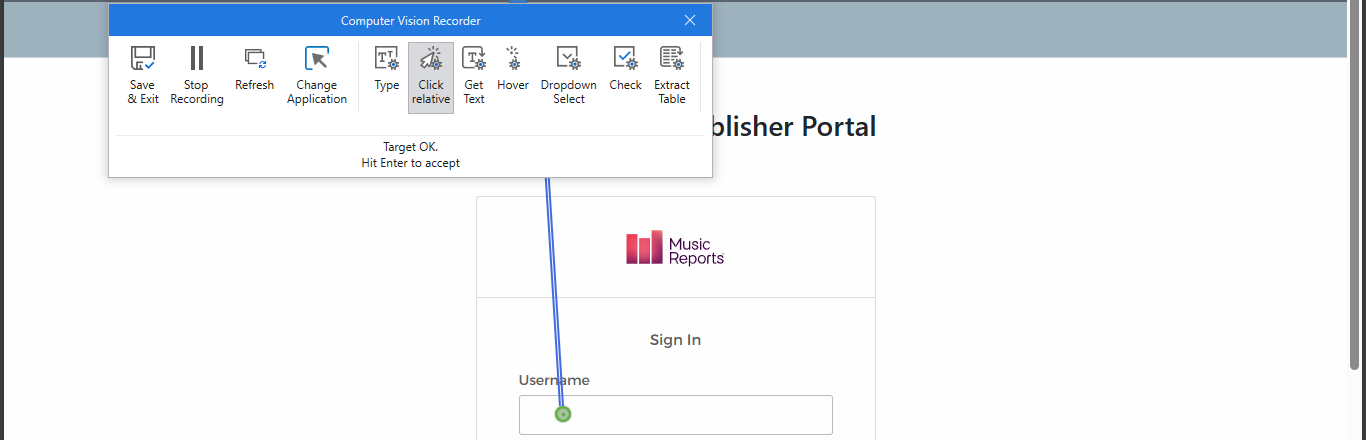 Computer Vision Recorder
Save & Exit
Stop Recording
Refresh
Change Application
Type
Click relative
Get Text
Hover
Dropdown Select
Check
Extract Table
Target OK.
Hit Enter to accept
blisher Portal
Music
Reports
Sign In
Username